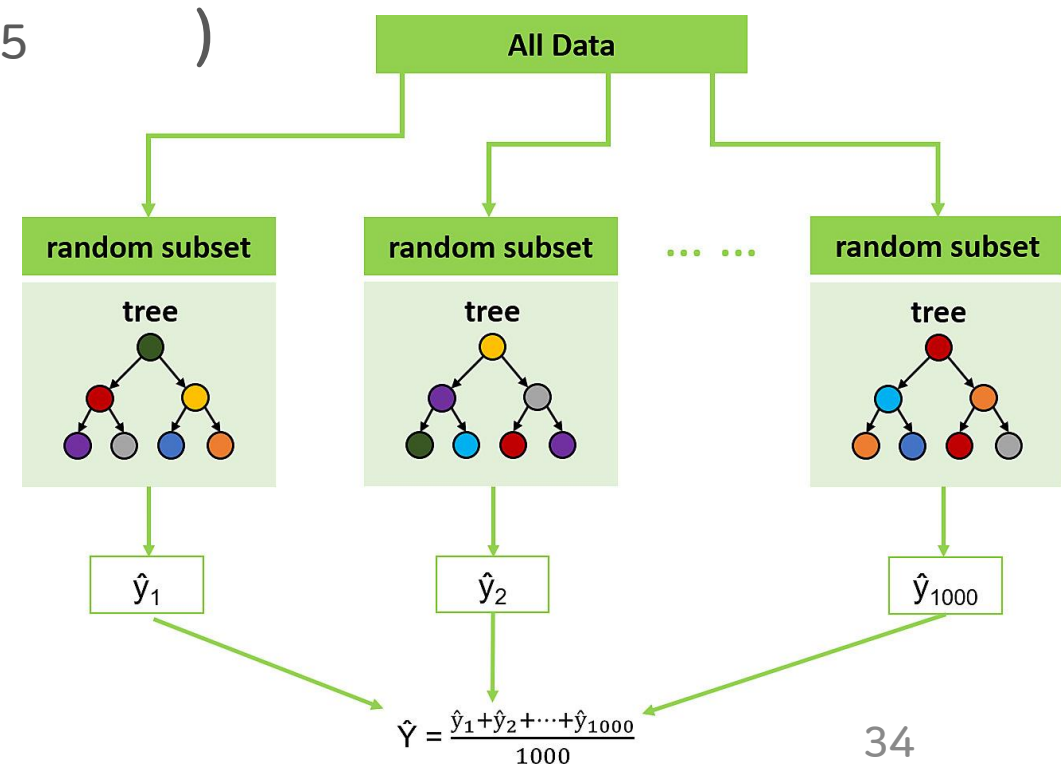 5 )
All Data
random subset random subset ... ... random subset
tree tree tree
ŷ₁ ŷ₂ ŷ₁₀₀₀
Ŷ = (ŷ₁+ŷ₂+⋯+ŷ₁₀₀₀)/1000
34